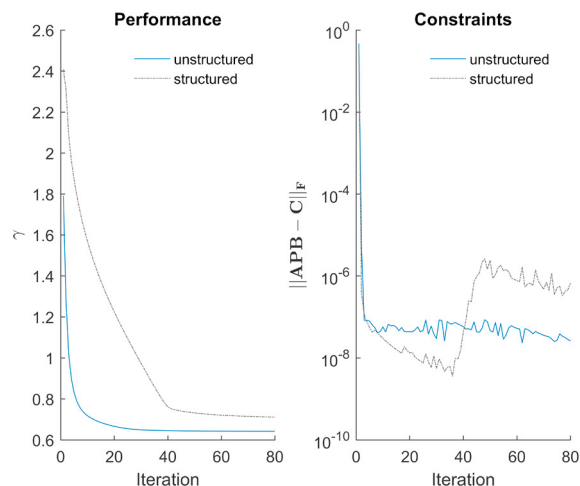 Performance
2.6
2.4
2.2
2
1.8
1.6
1.4
1.2
1
0.8
0.6
γ
0
20
40
60
80
Iteration
unstructured
structured
Constraints
10^0
10^-2
10^-4
10^-6
10^-8
10^-10
||APB − C||_F
0
20
40
60
80
Iteration
unstructured
structured